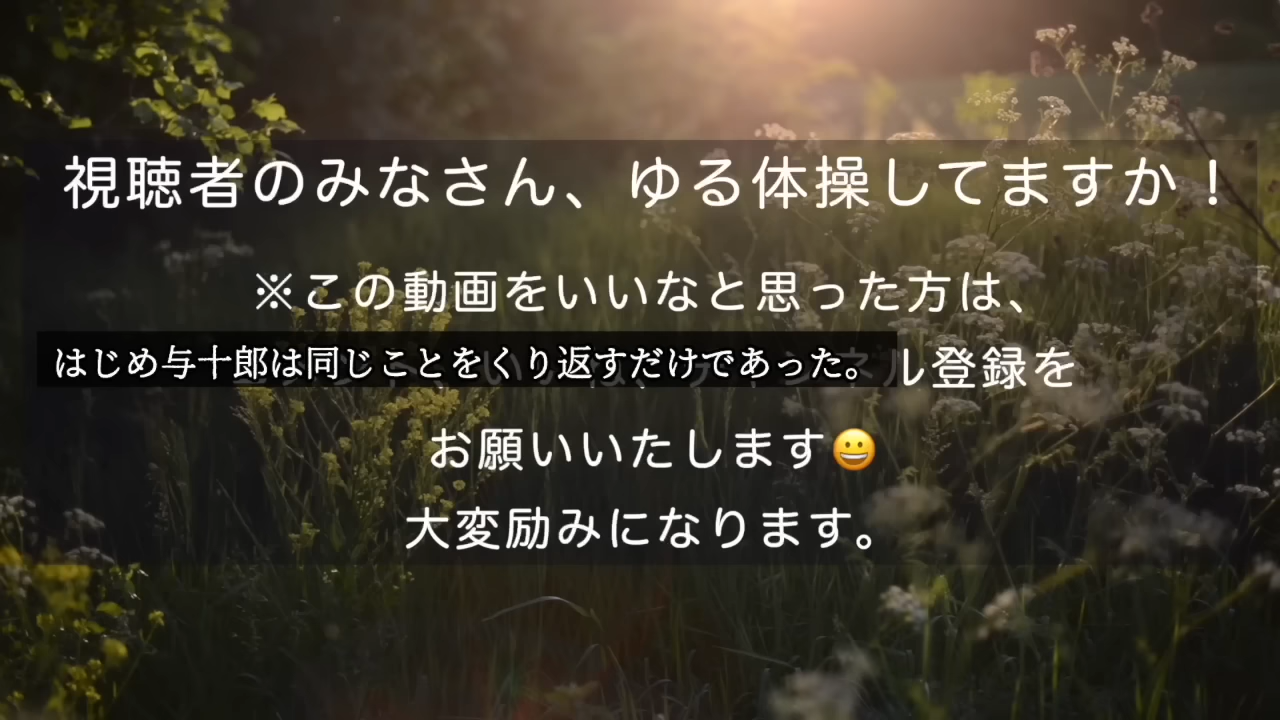 視聴者のみなさん、ゆる体操してますか！
※この動画をいいなと思った方は、
はじめ与十郎は同じことをくり返すだけであった。
ル登録を
お願いいたします😀
大変励みになります。